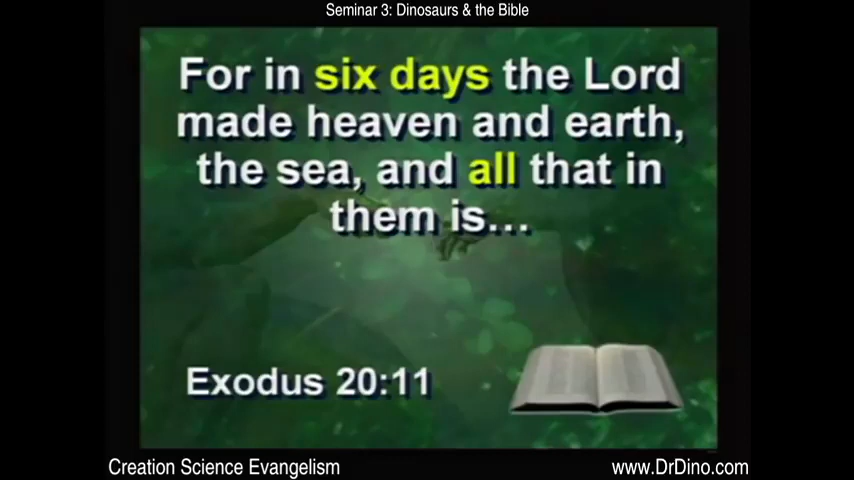 Seminar 3: Dinosaurs & the Bible
For in six days the Lord
made heaven and earth,
the sea, and all that in
them is...
Exodus 20:11
Creation Science Evangelism
www.DrDino.com